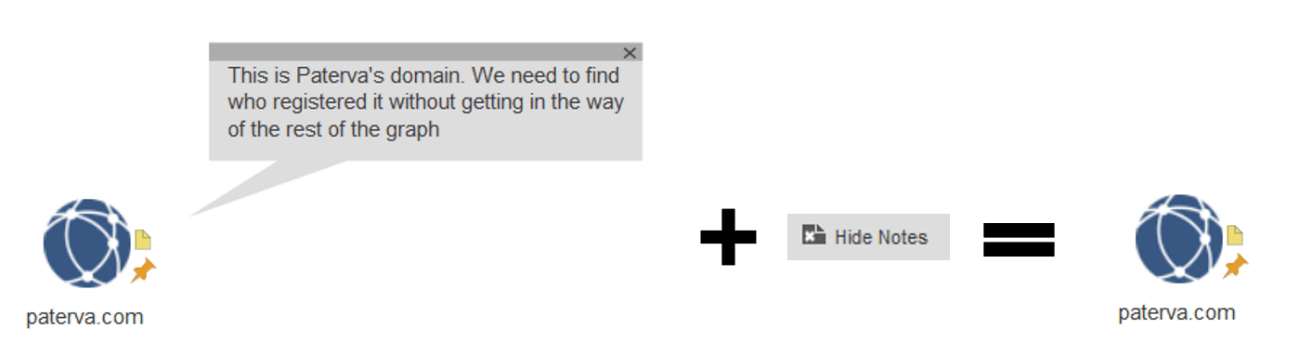 This is Paterva's domain. We need to find
who registered it without getting in the way
of the rest of the graph
paterva.com
Hide Notes
paterva.com